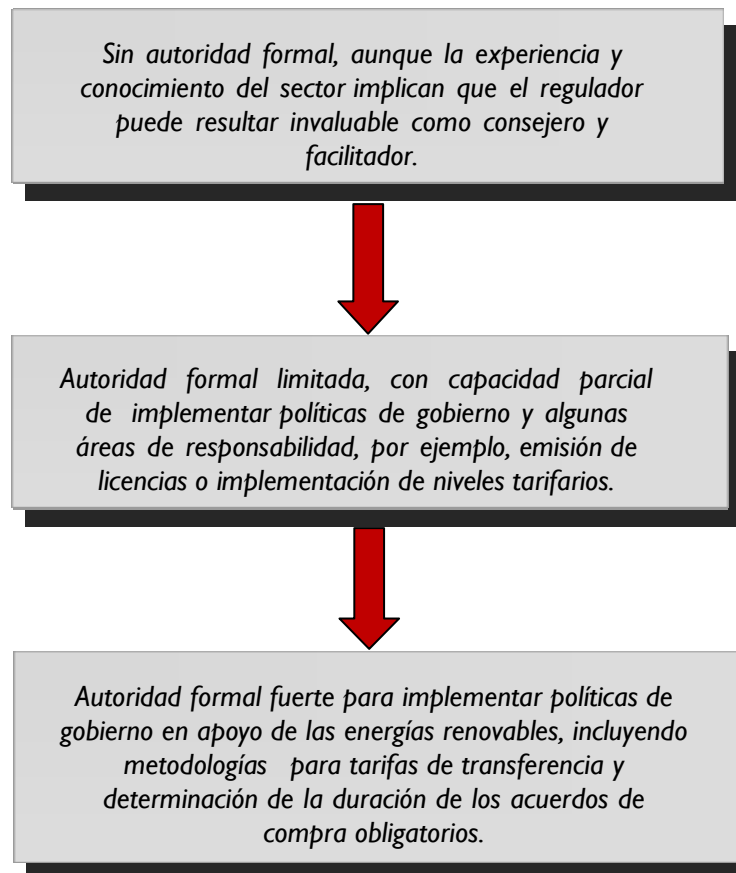 Sin autoridad formal, aunque la experiencia y
conocimiento del sector implican que el regulador
puede resultar invaluable como consejero y
facilitador.
Autoridad formal limitada, con capacidad parcial
de implementar políticas de gobierno y algunas
áreas de responsabilidad, por ejemplo, emisión de
licencias o implementación de niveles tarifarios.
Autoridad formal fuerte para implementar políticas de
gobierno en apoyo de las energías renovables, incluyendo
metodologías para tarifas de transferencia y
determinación de la duración de los acuerdos de
compra obligatorios.